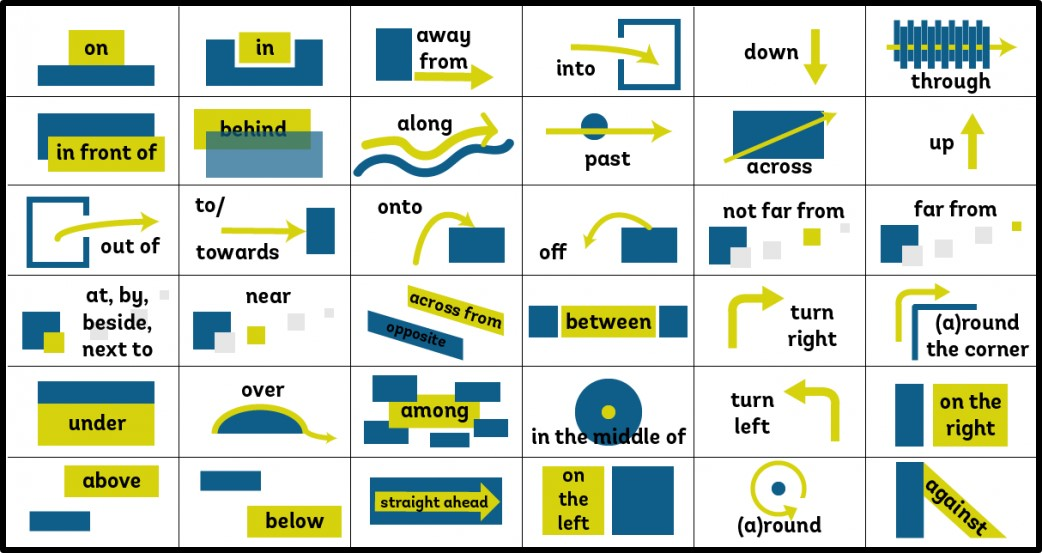 on
in
away
from
into
down
through
in front of
behind
along
past
across
up
out of
to/
towards
onto
off
not far from
far from
at, by,
beside,
next to
near
across from
opposite
between
turn
right
(a)round
the corner
under
over
among
in the middle of
turn
left
on the
right
above
below
straight ahead
on
the
left
(a)round
against